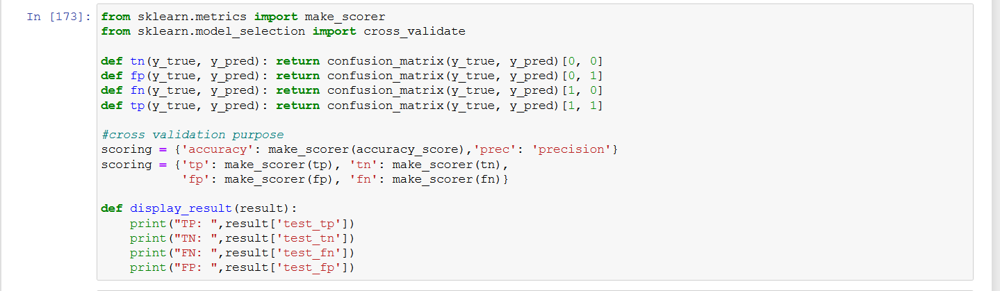 In [173]: from sklearn.metrics import make_scorer
from sklearn.model_selection import cross_validate
def tn(y_true, y_pred): return confusion_matrix(y_true, y_pred)[0, 0]
def fp(y_true, y_pred): return confusion_matrix(y_true, y_pred)[0, 1]
def fn(y_true, y_pred): return confusion_matrix(y_true, y_pred)[1, 0]
def tp(y_true, y_pred): return confusion_matrix(y_true, y_pred)[1, 1]
#cross validation purpose
scoring = {'accuracy': make_scorer(accuracy_score),'prec': 'precision'}
scoring = {'tp': make_scorer(tp), 'tn': make_scorer(tn),
           'fp': make_scorer(fp), 'fn': make_scorer(fn)}
def display_result(result):
    print("TP: ",result['test_tp'])
    print("TN: ",result['test_tn'])
    print("FN: ",result['test_fn'])
    print("FP: ",result['test_fp'])